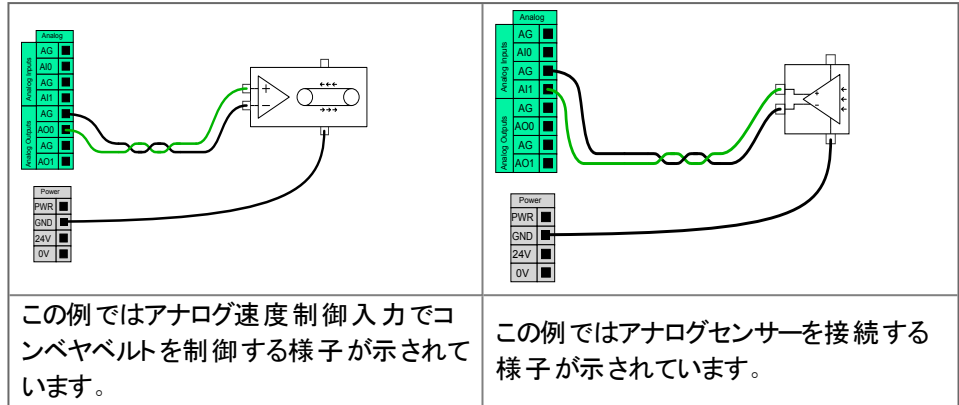 Analog
Analog Inputs
AG
AI0
AG
AI1
Analog Outputs
AG
AO0
AG
AO1
Power
PWR
GND
24V
0V
+
-
Analog
Analog Inputs
AG
AI0
AG
AI1
Analog Outputs
AG
AO0
AG
AO1
Power
PWR
GND
24V
0V
+
-
この例ではアナログ速度制御入力でコ
ンベヤベルトを制御する様子が示されて
います。
この例ではアナログセンサーを接続する
様子が示されています。